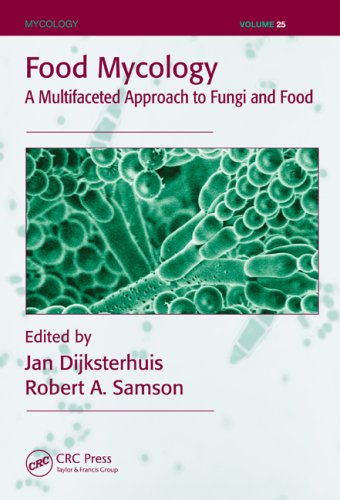 MYCOLOGY
VOLUME 25
Food Mycology
A Multifaceted Approach to Fungi and Food
Edited by
Jan Dijksterhuis
Robert A. Samson
CRC
CRC Press
Taylor & Francis Group